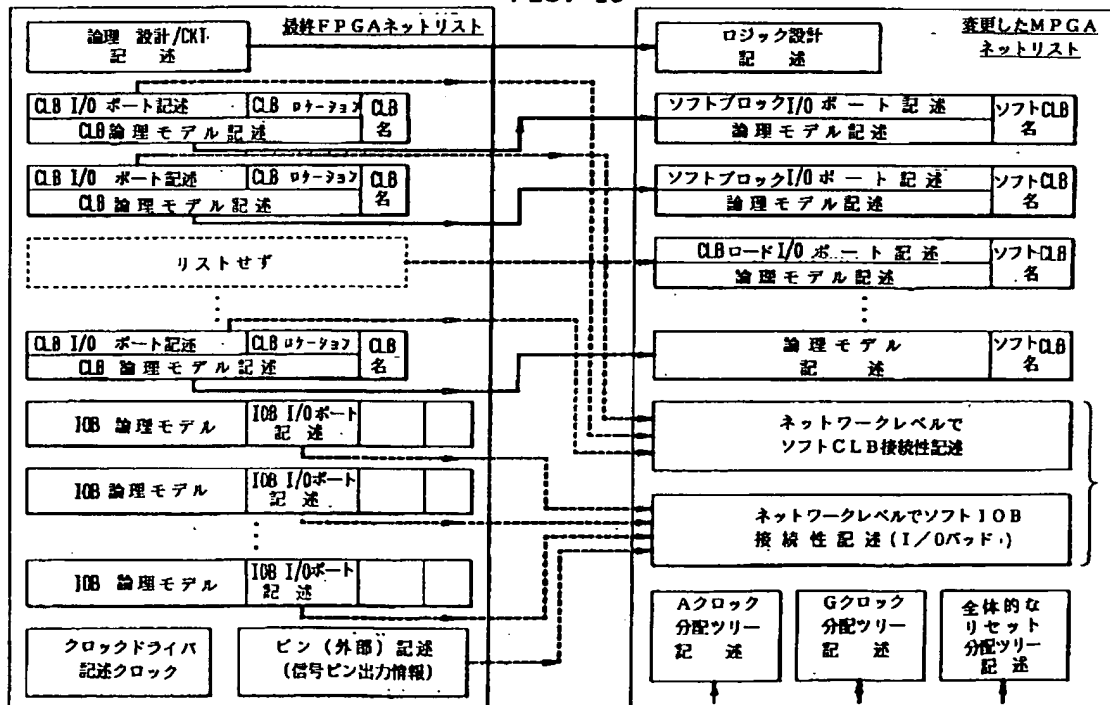 最終FPGAネットリスト
論理 設計/CKT
記 述
CLB I/O ポート記述 CLB ロケーション CLB名
CLB論理モデル記述
CLB I/O ポート記述 CLB ロケーション CLB名
CLB 論理モデル記述
リストせず
CLB I/O ポート記述 CLB ロケーション CLB名
CLB 論理モデル記述
IOB 論理モデル IOB I/Oポート記述
IOB 論理モデル IOB I/Oポート記述
IOB 論理モデル IOB I/Oポート記述
クロックドライバ
記述クロック
ピン(外部)記述
(信号ピン出力情報)
変更したMPGA
ネットリスト
ロジック設計
記 述
ソフトブロックI/Oポート記述 ソフトCLB名
論理モデル記述
ソフトブロックI/Oポート記述 ソフトCLB名
論理モデル記述
CLBロードI/Oポート記述 ソフトCLB名
論理モデル記述
論理モデル ソフトCLB名
記 述
ネットワークレベルで
ソフトCLB接続性記述
ネットワークレベルでソフトIOB
接続性記述(I/Oパッド)
Aクロック
分配ツリー
記 述
Gクロック
分配ツリー
記 述
全体的な
リセット
分配ツリー
記 述